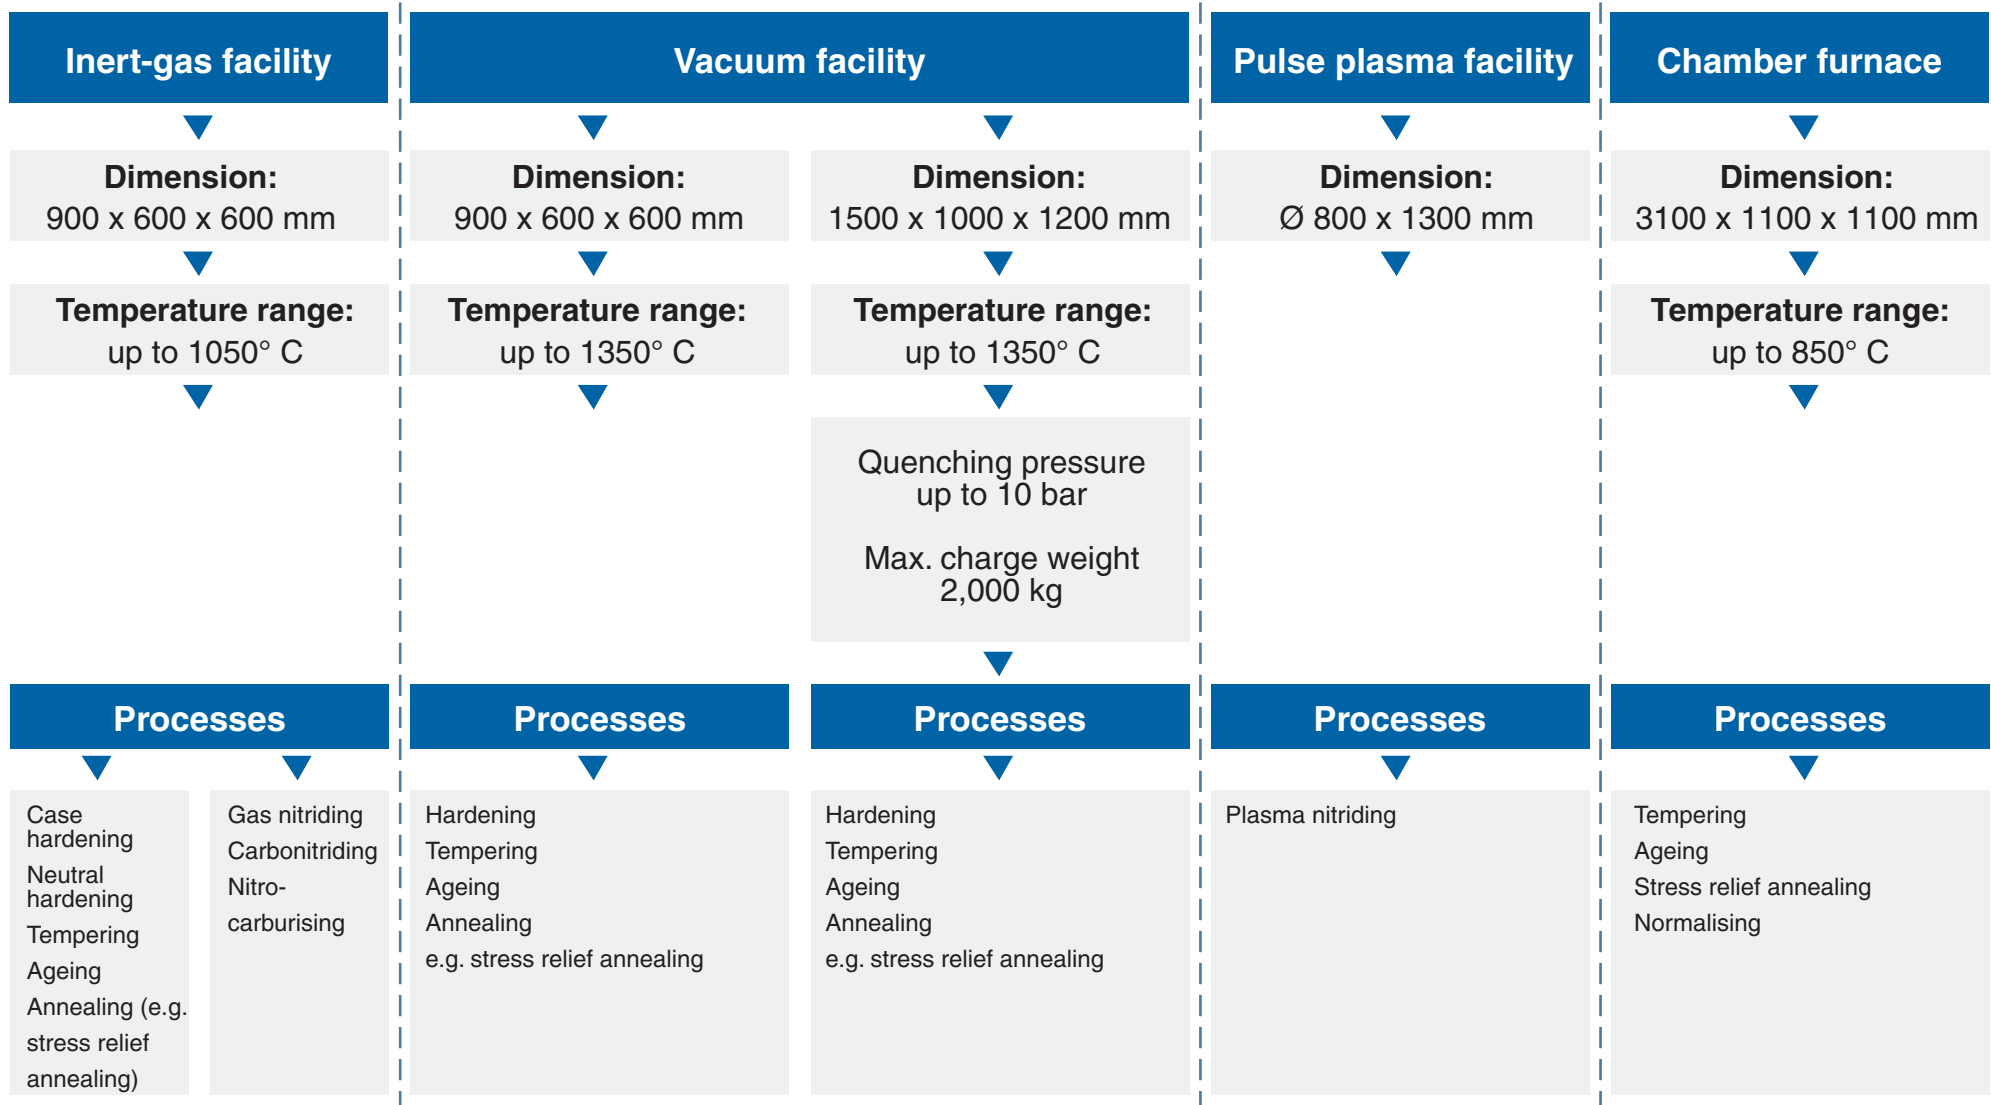 Inert-gas facility
Vacuum facility
Pulse plasma facility
Chamber furnace
Dimension:
900 x 600 x 600 mm
Dimension:
900 x 600 x 600 mm
Dimension:
1500 x 1000 x 1200 mm
Dimension:
Ø 800 x 1300 mm
Dimension:
3100 x 1100 x 1100 mm
Temperature range:
up to 1050° C
Temperature range:
up to 1350° C
Temperature range:
up to 1350° C
Temperature range:
up to 850° C
Quenching pressure
up to 10 bar
Max. charge weight
2,000 kg
Processes
Processes
Processes
Processes
Processes
Case
hardening
Neutral
hardening
Tempering
Ageing
Annealing (e.g.
stress relief
annealing)
Gas nitriding
Carbonitriding
Nitro-
carburising
Hardening
Tempering
Ageing
Annealing
e.g. stress relief annealing
Hardening
Tempering
Ageing
Annealing
e.g. stress relief annealing
Plasma nitriding
Tempering
Ageing
Stress relief annealing
Normalising